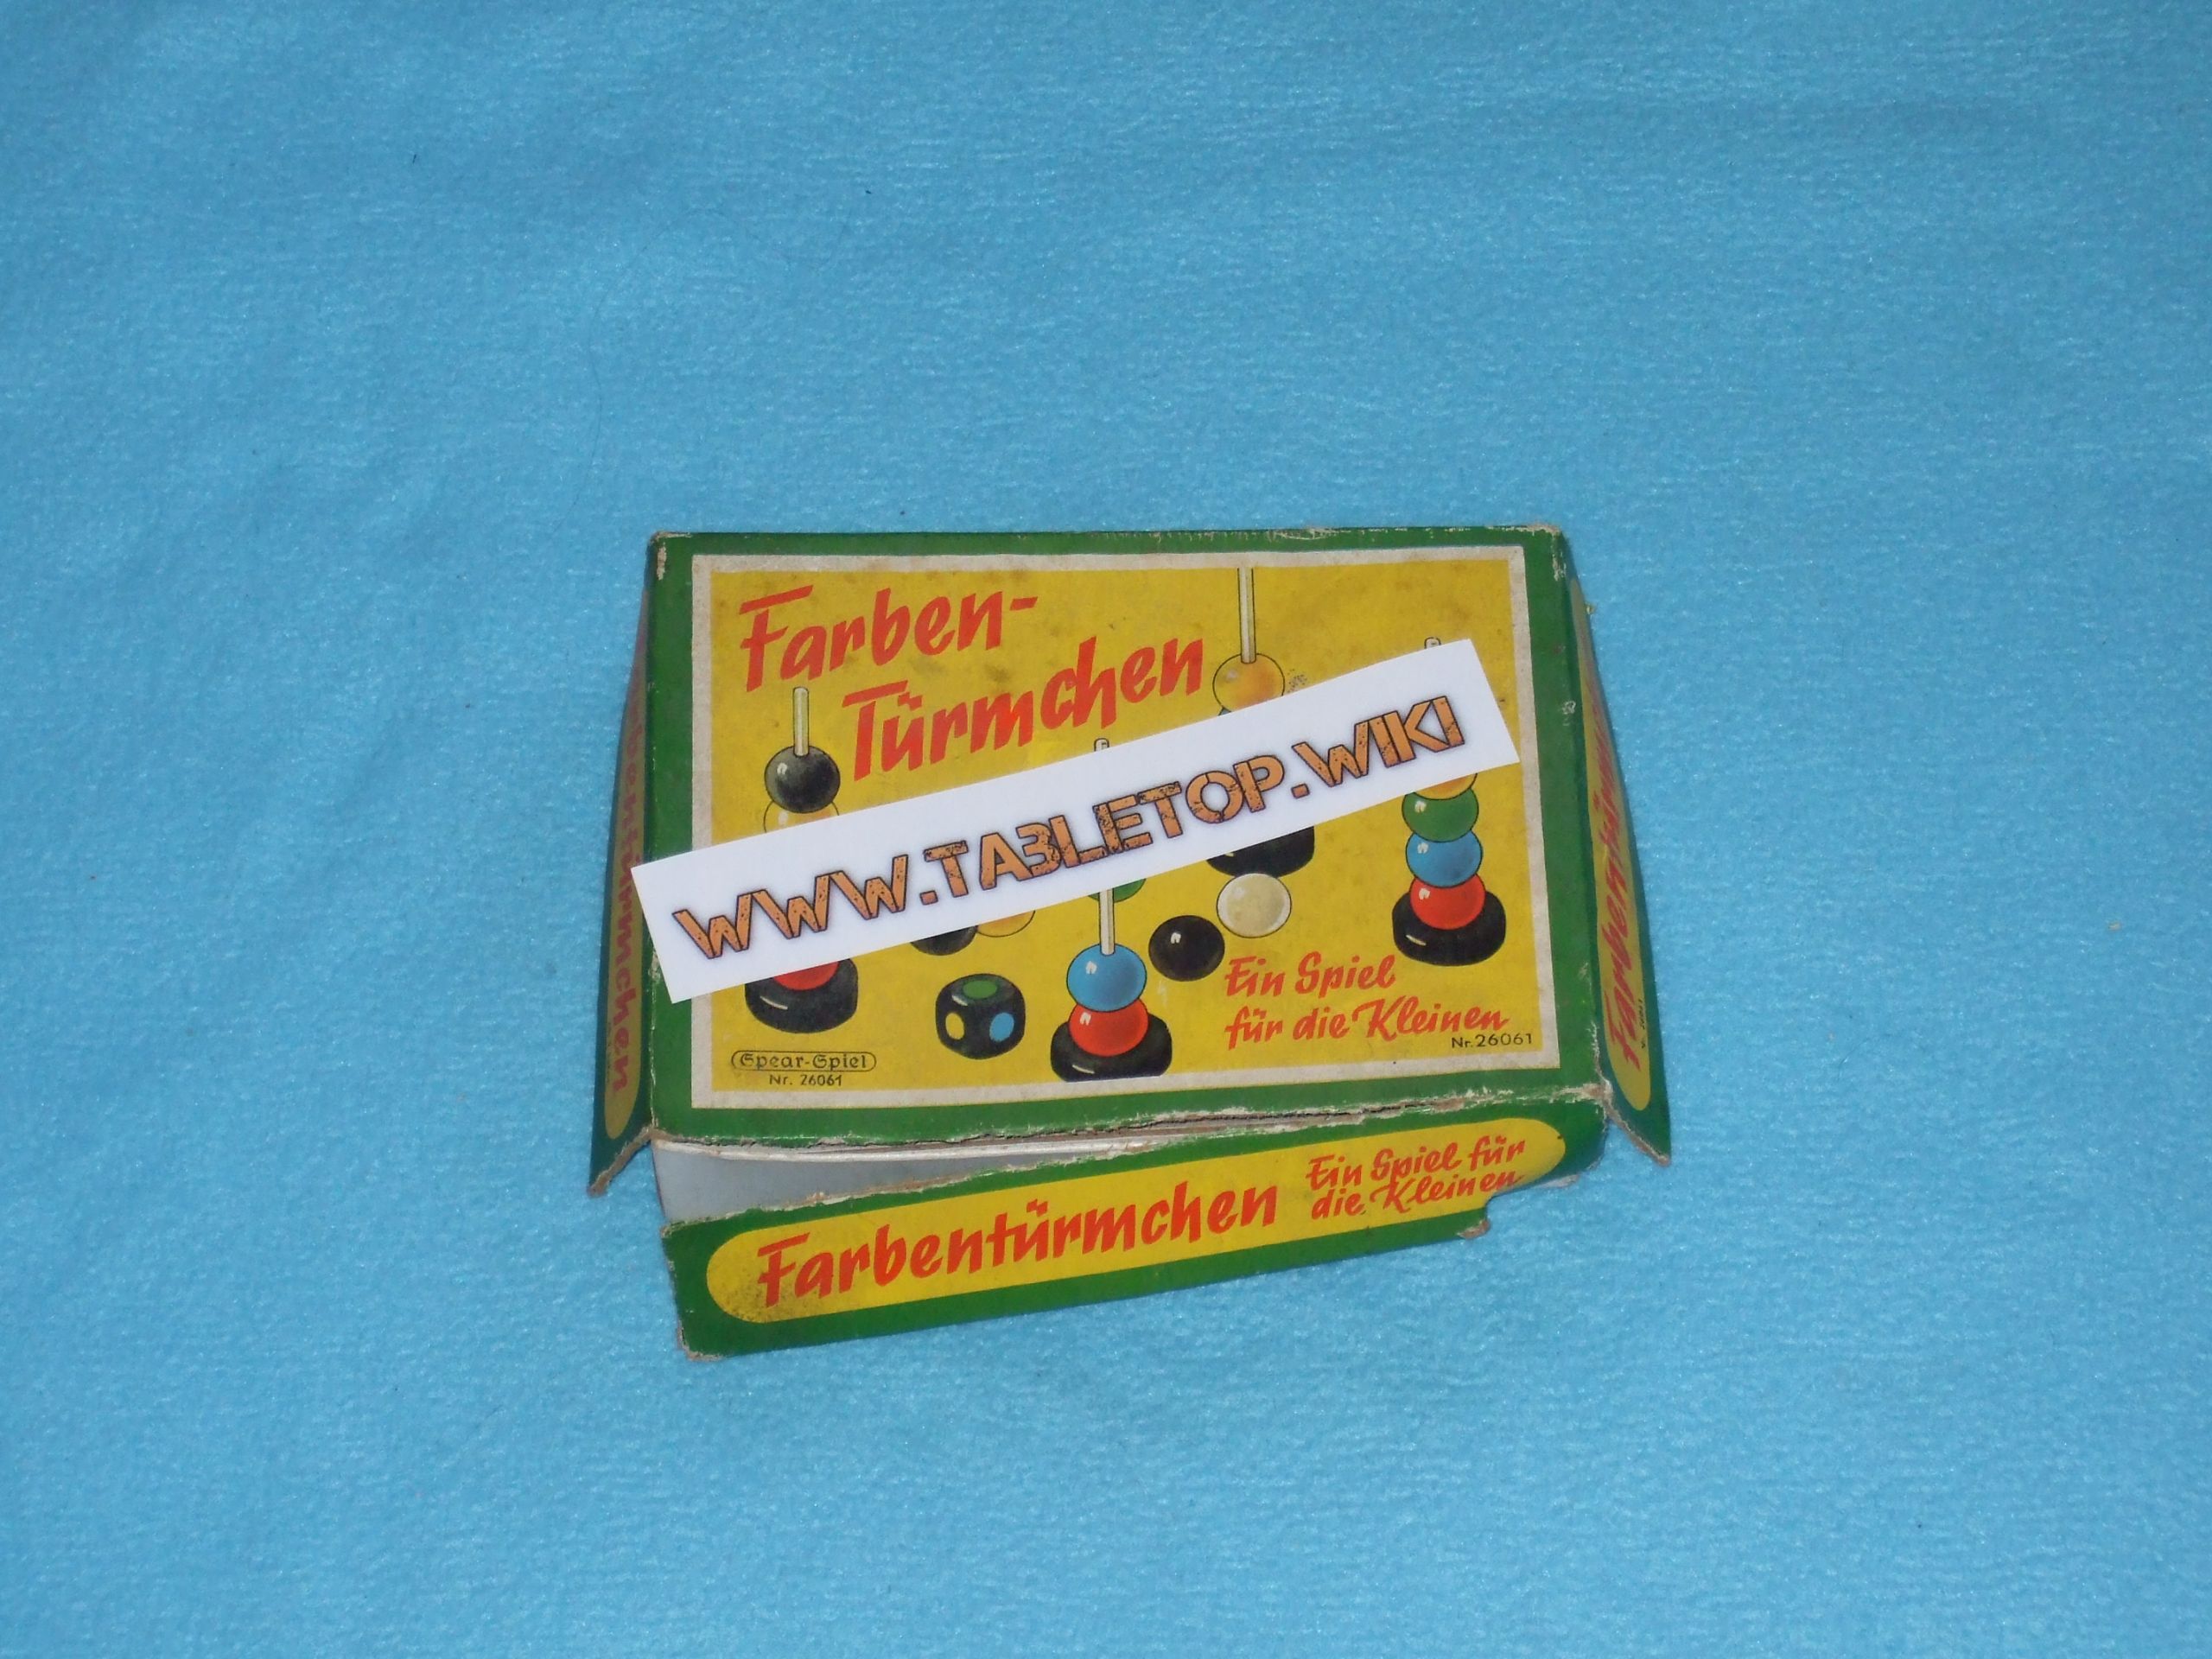 Farben-
Türmchen
WWW.TABLETOP.WIKI
Ein Spiel
für die Kleinen
Nr. 26061
Spear-Spiel
Nr. 26061
Farbentürmchen
Ein Spiel für
die Kleinen
Farbentürmchen
Farbentürmchen